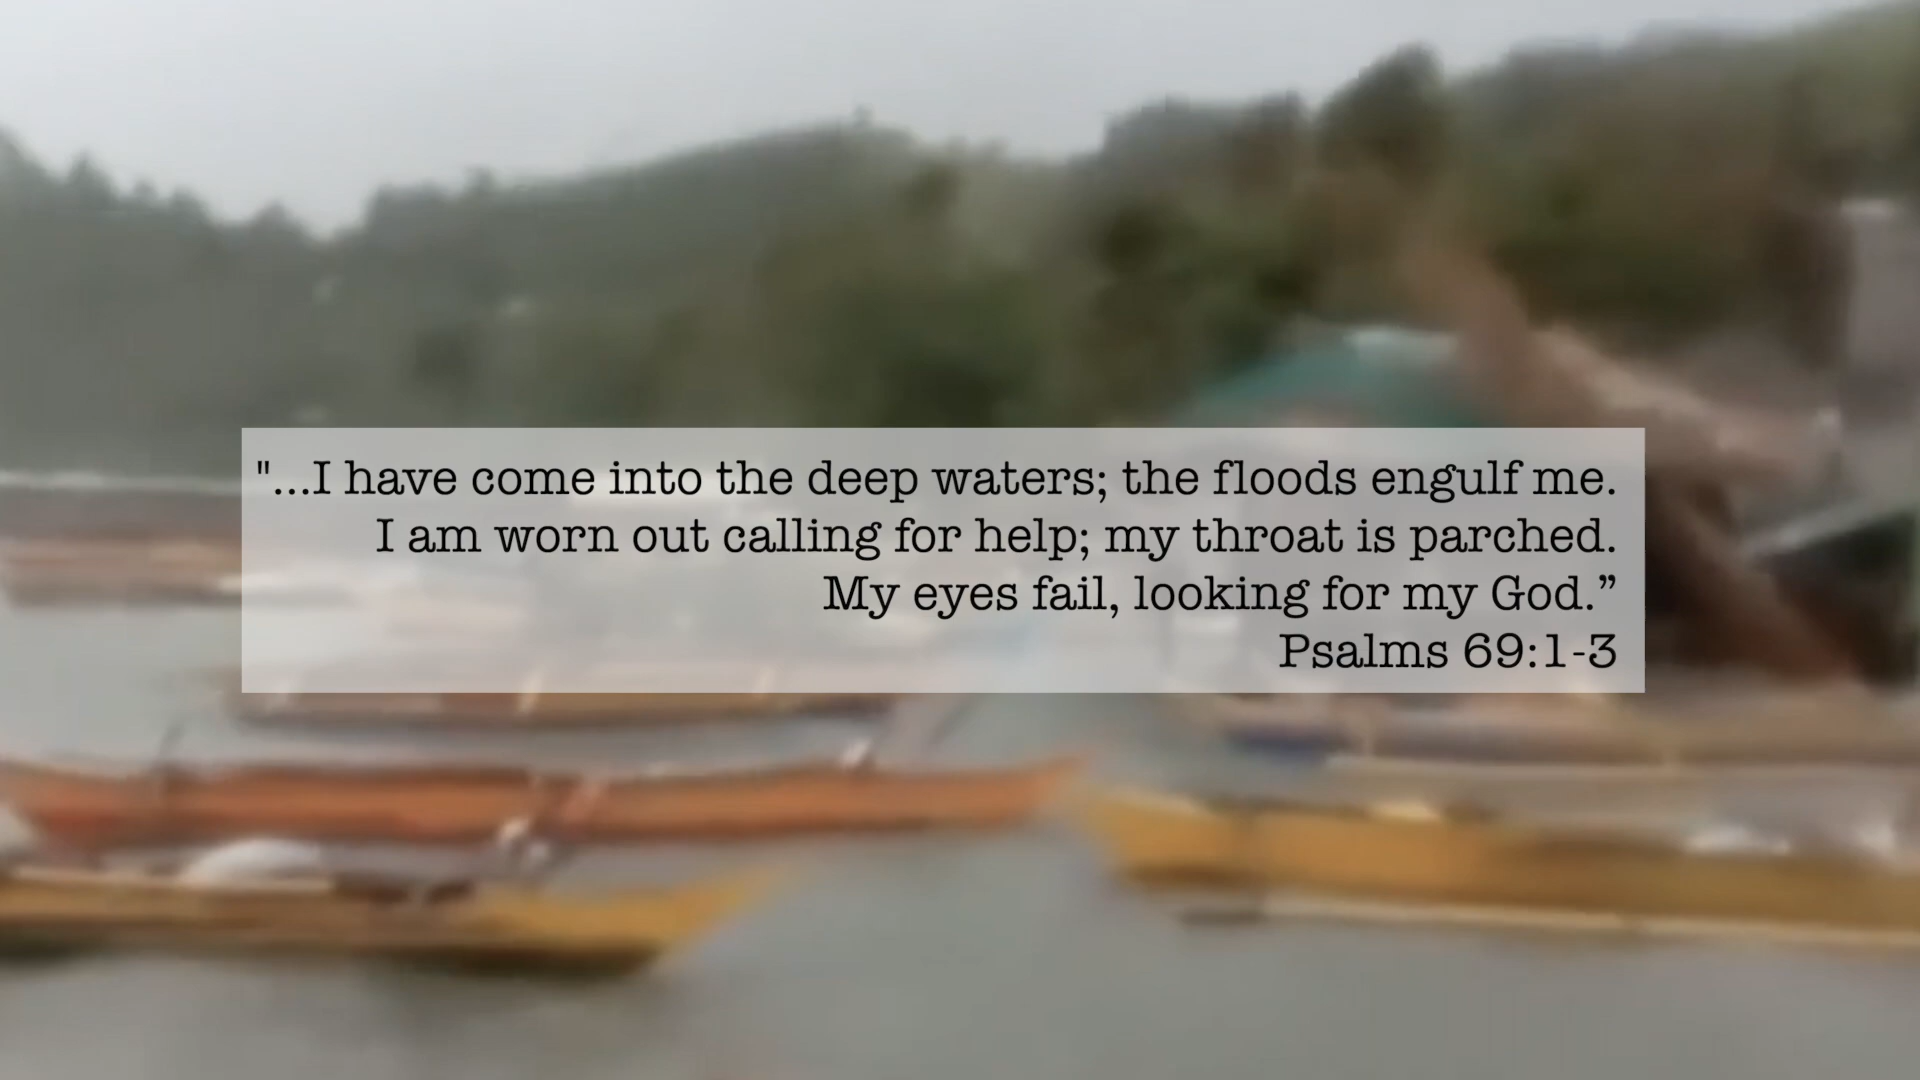 "...I have come into the deep waters; the floods engulf me.
I am worn out calling for help; my throat is parched.
My eyes fail, looking for my God.”
Psalms 69:1-3